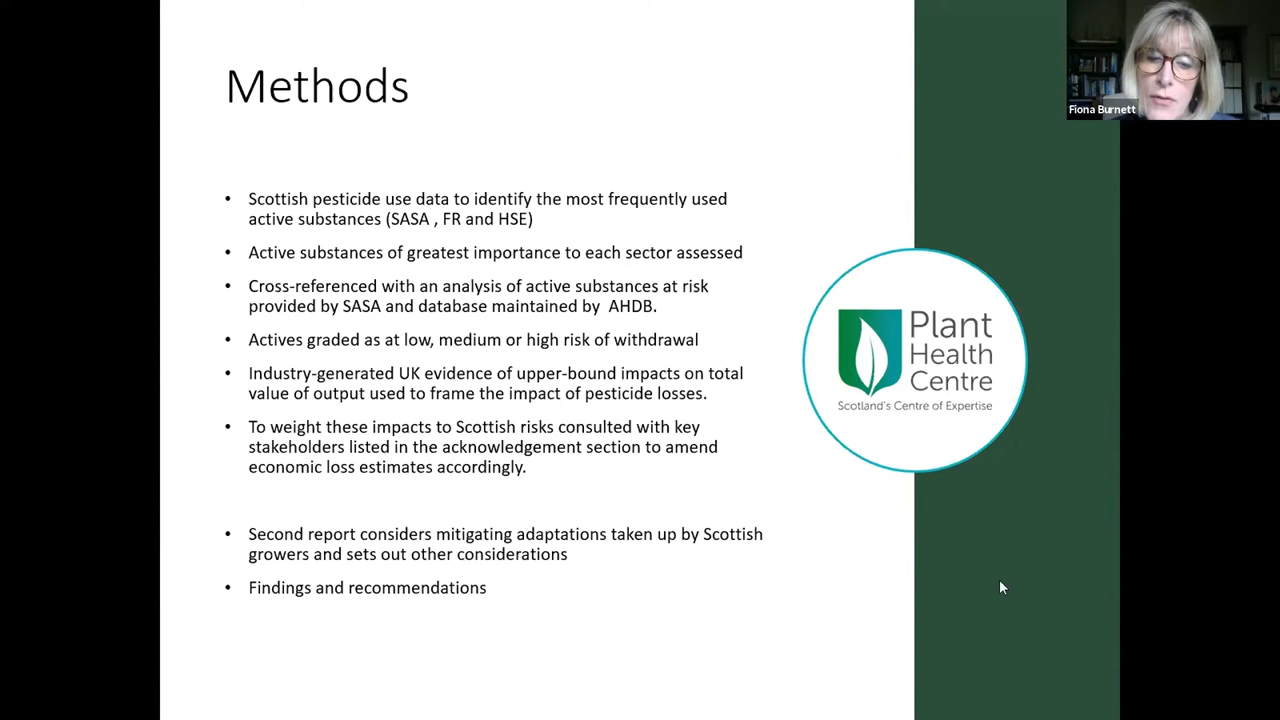 Methods
• Scottish pesticide use data to identify the most frequently used
active substances (SASA , FR and HSE)
• Active substances of greatest importance to each sector assessed
• Cross-referenced with an analysis of active substances at risk
provided by SASA and database maintained by  AHDB.
• Actives graded as at low, medium or high risk of withdrawal
• Industry-generated UK evidence of upper-bound impacts on total
value of output used to frame the impact of pesticide losses.
• To weight these impacts to Scottish risks consulted with key
stakeholders listed in the acknowledgement section to amend
economic loss estimates accordingly.
• Second report considers mitigating adaptations taken up by Scottish
growers and sets out other considerations
• Findings and recommendations
Plant
Health
Centre
Scotland's Centre of Expertise
Fiona Burnett